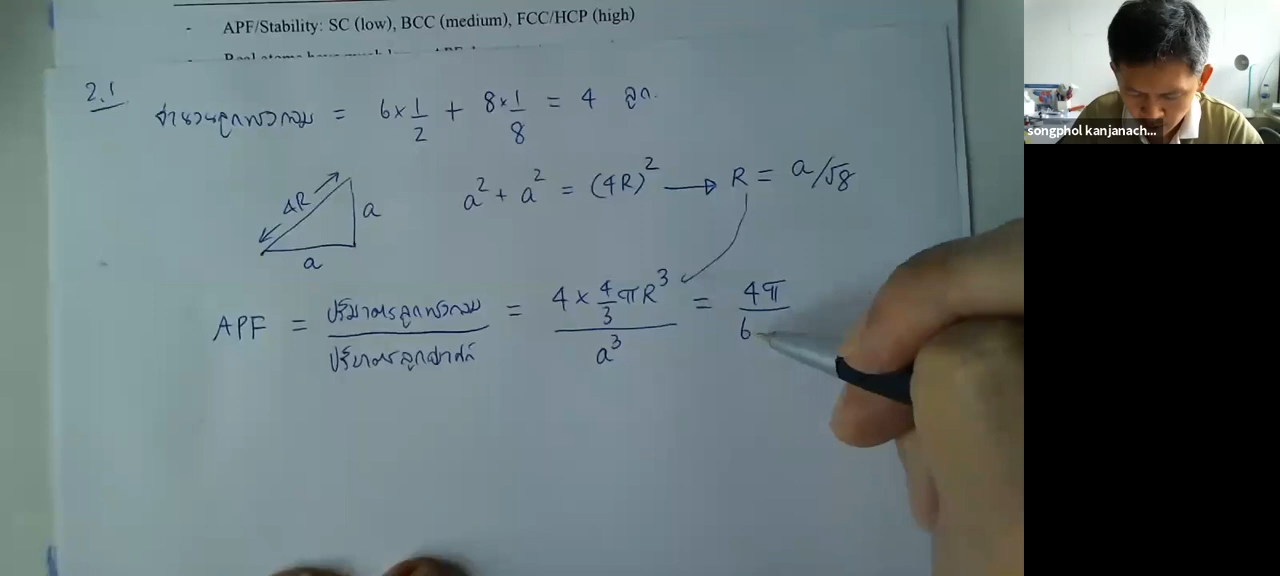 - APF/Stability: SC (low), BCC (medium), FCC/HCP (high)
2.1
จำนวนลูกทรงกลม = 6×1/2 + 8×1/8 = 4 ลูก.
4R
a
a
a² + a² = (4R)² → R = a/√8
APF = ปริมาตรลูกทรงกลม/ปริมาตรลูกบาศก์ = 4 × 4/3 πR³ / a³ = 4π/6
songphol kanjanach...